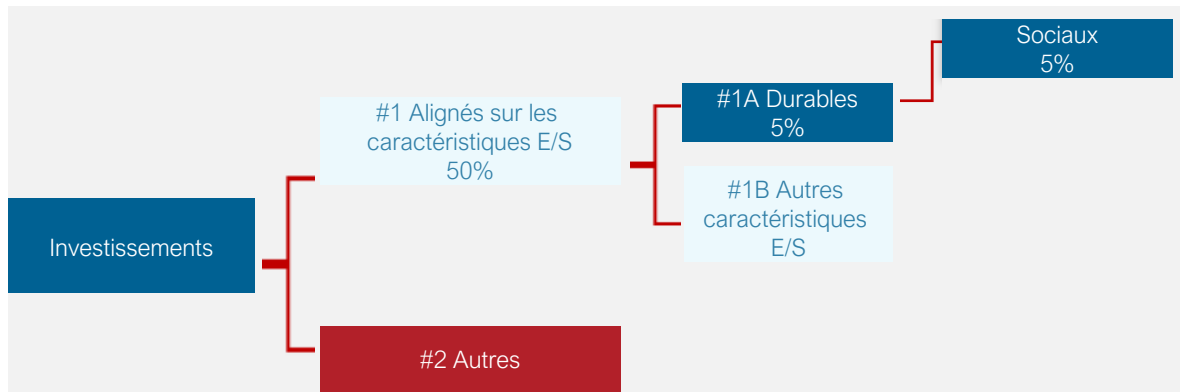 Investissements
#1 Alignés sur les
caractéristiques E/S
50%
#2 Autres
#1A Durables
5%
#1B Autres
caractéristiques
E/S
Sociaux
5%